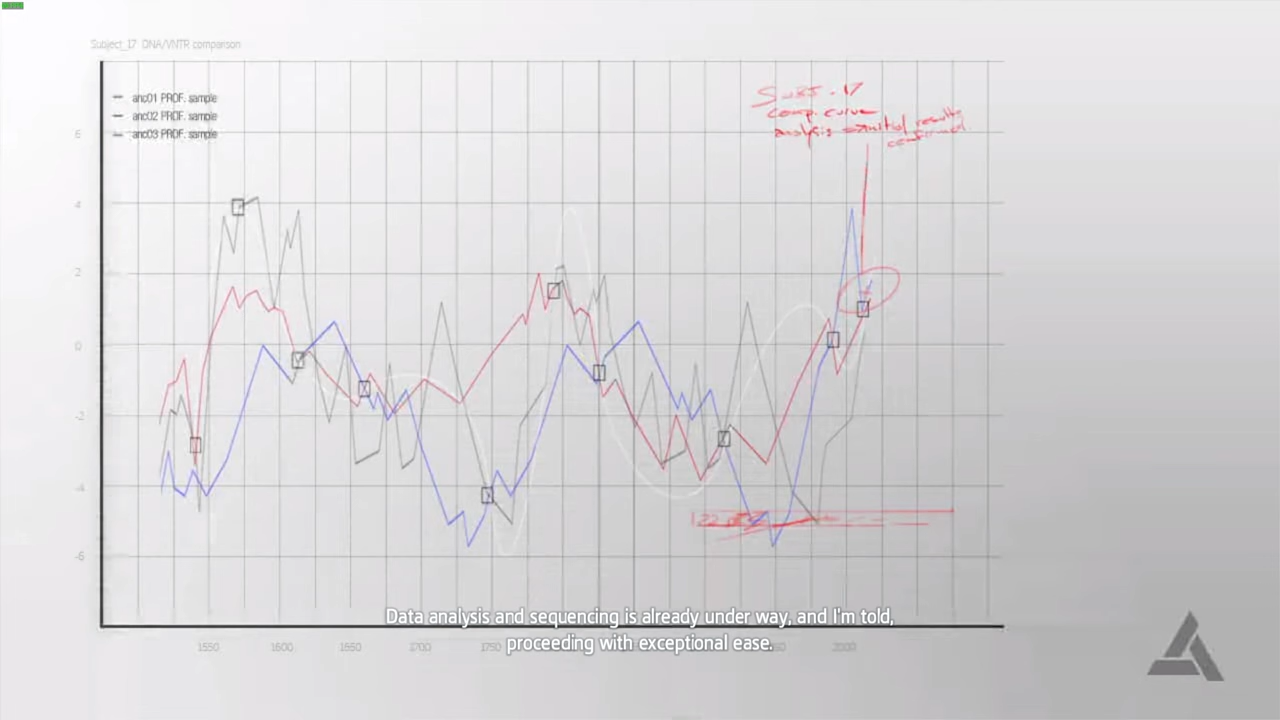 Subject_17 DNA/VNTR comparison
anc01 PROF. sample
anc02 PROF. sample
anc03 PROF. sample
SUBJ. 17
comp. curve
analysis results
confirmed
6
4
2
0
-2
-4
-6
1550 1600 1650 1700 1750 2000
Data analysis and sequencing is already under way, and I'm told,
proceeding with exceptional ease.